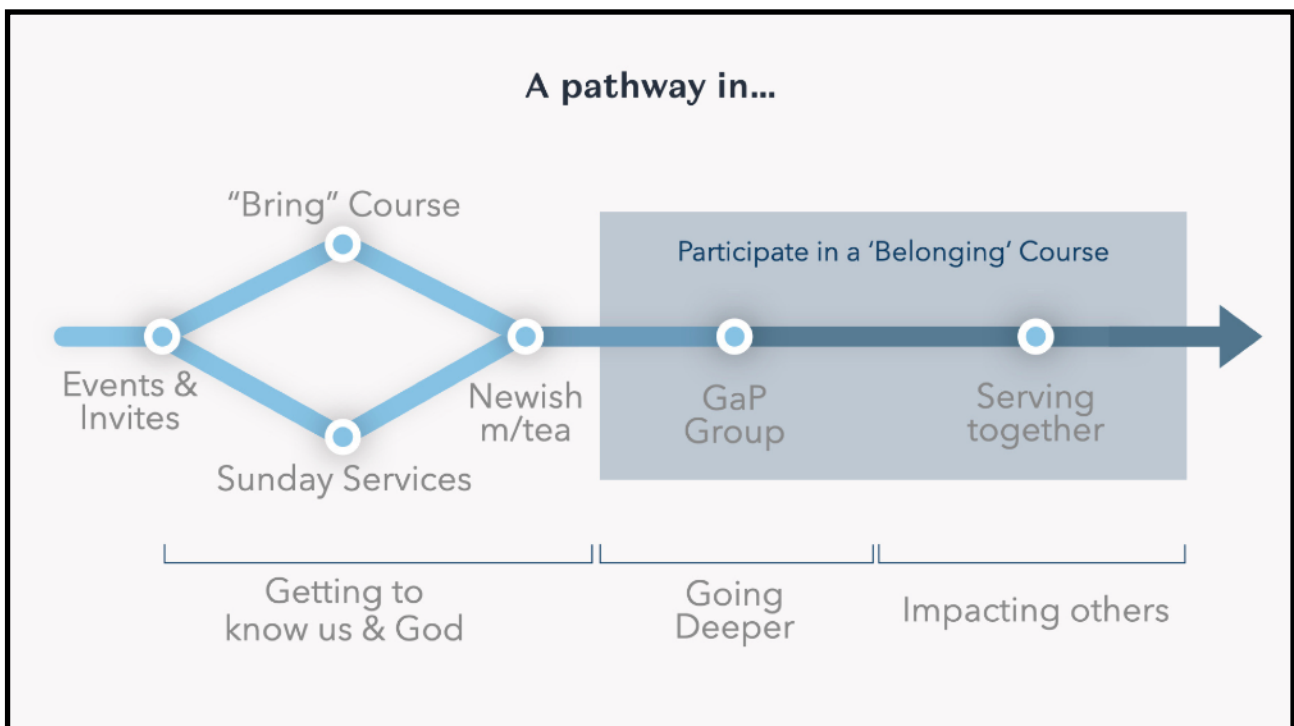 A pathway in...
“Bring” Course
Participate in a ‘Belonging’ Course
Events &
Invites
Newish
m/tea
GaP
Group
Serving
together
Sunday Services
Getting to
know us & God
Going
Deeper
Impacting others